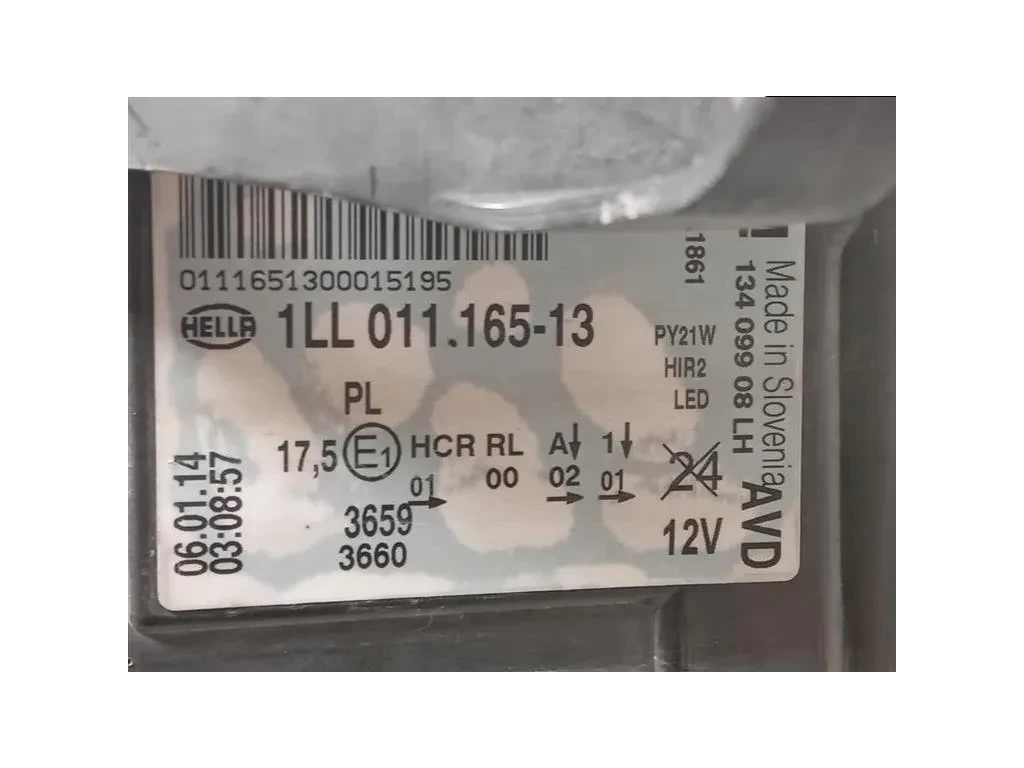 0111651300015195
HELLA 1LL 011.165-13
PL
17,5 E1 HCR RL A↓ 1↓
01 00 02 01
→ → →
3659
3660
PY21W
HIR2
LED
24
12V
06.01.14
03:08:57
Made in Slovenia
134 099 08 LH AVD
1861